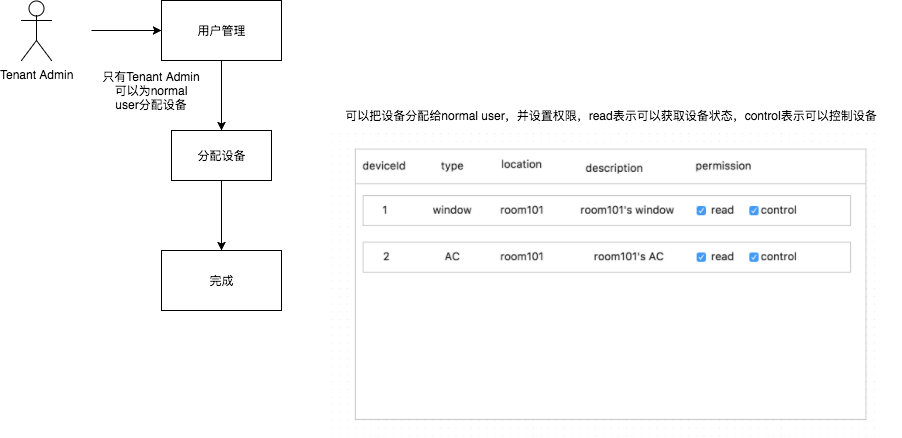 Tenant Admin
用户管理
只有Tenant Admin
可以为normal
user分配设备
分配设备
完成
可以把设备分配给normal user，并设置权限，read表示可以获取设备状态，control表示可以控制设备
deviceId type location description permission
1 window room101 room101's window read control
2 AC room101 room101's AC read control